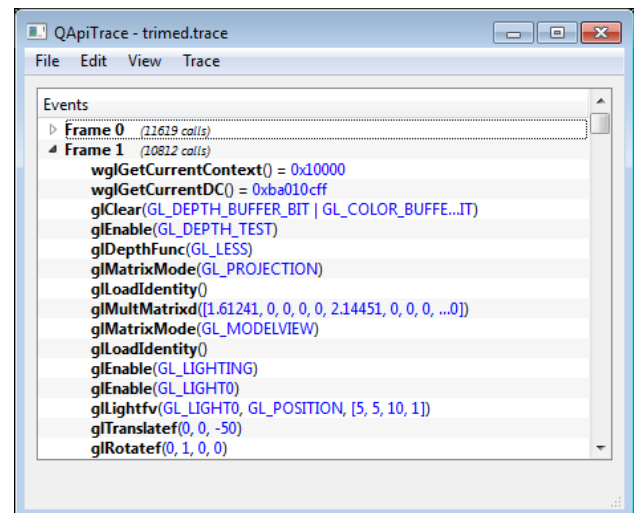 QApiTrace - trimed.trace
File Edit View Trace
Events
Frame 0 (11619 calls)
Frame 1 (10812 calls)
wglGetCurrentContext() = 0x10000
wglGetCurrentDC() = 0xba010cff
glClear(GL_DEPTH_BUFFER_BIT | GL_COLOR_BUFFE...IT)
glEnable(GL_DEPTH_TEST)
glDepthFunc(GL_LESS)
glMatrixMode(GL_PROJECTION)
glLoadIdentity()
glMultMatrixd([1.61241, 0, 0, 0, 0, 2.14451, 0, 0, 0, ...0])
glMatrixMode(GL_MODELVIEW)
glLoadIdentity()
glEnable(GL_LIGHTING)
glEnable(GL_LIGHT0)
glLightfv(GL_LIGHT0, GL_POSITION, [5, 5, 10, 1])
glTranslatef(0, 0, -50)
glRotatef(0, 1, 0, 0)